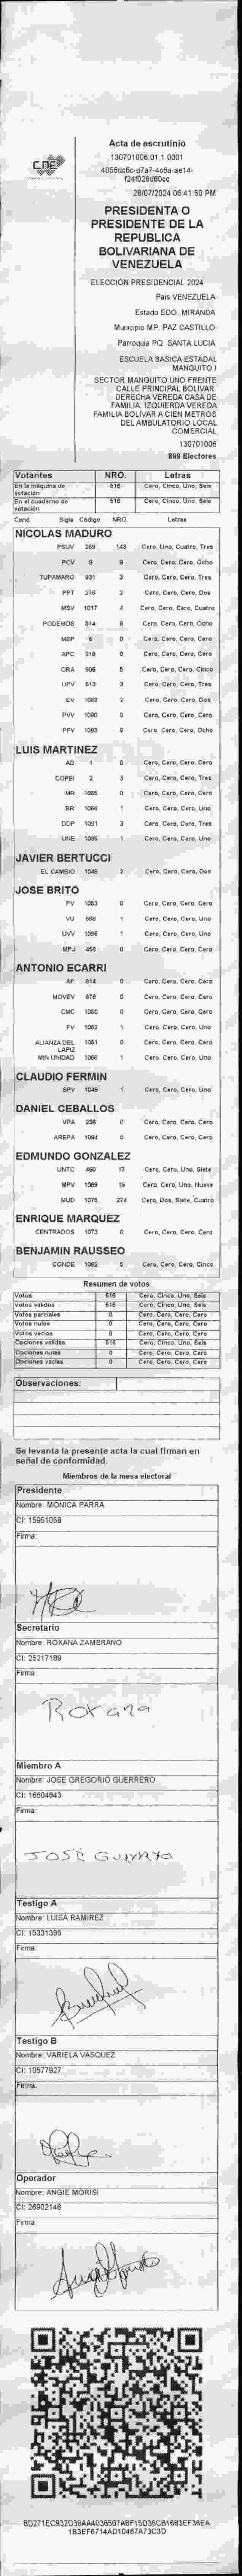 CNE
Acta de escrutinio
130701006.01.1.0001
28/07/2024 06:41:50 PM
PRESIDENTA O
PRESIDENTE DE LA
REPUBLICA
BOLIVARIANA DE
VENEZUELA
ELECCIÓN PRESIDENCIAL 2024
Pais VENEZUELA
Estado EDO. MIRANDA
Municipio MP. PAZ CASTILLO
Parroquia PQ. SANTA LUCIA
ESCUELA BASICA ESTADAL
MANGUITO I
SECTOR MANGUITO UNO FRENTE
CALLE PRINCIPAL BOLIVAR.
DERECHA VEREDA CASA DE
FAMILIA. IZQUIERDA VEREDA
FAMILIA BOLIVAR A CIEN METROS
DEL AMBULATORIO LOCAL
COMERCIAL
130701006
899 Electores
Votantes NRO. Letras
En la máquina de votación 516 Cero, Cinco, Uno, Seis
En el cuaderno de votación 516 Cero, Cinco, Uno, Seis
Cand Sigla Código NRO. Letras
NICOLAS MADURO
PSUV 269 143 Cero, Uno, Cuatro, Tres
PCV 9 8 Cero, Cero, Cero, Ocho
TUPAMARO 931 3 Cero, Cero, Cero, Tres
PPT 276 2 Cero, Cero, Cero, Dos
MSV 1017 4 Cero, Cero, Cero, Cuatro
PODEMOS 514 8 Cero, Cero, Cero, Ocho
MEP 6 0 Cero, Cero, Cero, Cero
APC 219 0 Cero, Cero, Cero, Cero
ORA 906 5 Cero, Cero, Cero, Cinco
UPV 613 3 Cero, Cero, Cero, Tres
EV 1089 2 Cero, Cero, Cero, Dos
PVV 1090 0 Cero, Cero, Cero, Cero
PFV 1093 8 Cero, Cero, Cero, Ocho
LUIS MARTINEZ
AD 1 0 Cero, Cero, Cero, Cero
COPEI 2 3 Cero, Cero, Cero, Tres
MR 1085 0 Cero, Cero, Cero, Cero
BR 1066 1 Cero, Cero, Cero, Uno
DDP 1091 3 Cero, Cero, Cero, Tres
UNE 1086 1 Cero, Cero, Cero, Uno
JAVIER BERTUCCI
EL CAMBIO 1048 2 Cero, Cero, Cero, Dos
JOSE BRITO
PV 1053 0 Cero, Cero, Cero, Cero
VU 868 1 Cero, Cero, Cero, Uno
UVV 1096 1 Cero, Cero, Cero, Uno
MPJ 458 0 Cero, Cero, Cero, Cero
ANTONIO ECARRI
AP 814 0 Cero, Cero, Cero, Cero
MOVEV 878 0 Cero, Cero, Cero, Cero
CMC 1050 0 Cero, Cero, Cero, Cero
FV 1062 1 Cero, Cero, Cero, Uno
ALIANZA DEL LAPIZ 1051 0 Cero, Cero, Cero, Cero
MIN UNIDAD 1068 1 Cero, Cero, Cero, Uno
CLAUDIO FERMIN
SPV 1049 1 Cero, Cero, Cero, Uno
DANIEL CEBALLOS
VPA 236 0 Cero, Cero, Cero, Cero
AREPA 1094 0 Cero, Cero, Cero, Cero
EDMUNDO GONZALEZ
UNTC 460 17 Cero, Cero, Uno, Siete
MPV 1069 19 Cero, Cero, Uno, Nueve
MUD 1076 274 Cero, Dos, Siete, Cuatro
ENRIQUE MARQUEZ
CENTRADOS 1073 0 Cero, Cero, Cero, Cero
BENJAMIN RAUSSEO
CONDE 1092 5 Cero, Cero, Cero, Cinco
Resumen de votos
Votos 516 Cero, Cinco, Uno, Seis
Votos válidos 516 Cero, Cinco, Uno, Seis
Votos parciales 0 Cero, Cero, Cero, Cero
Votos nulos 0 Cero, Cero, Cero, Cero
Votos vacíos 0 Cero, Cero, Cero, Cero
Opciones válidas 516 Cero, Cinco, Uno, Seis
Opciones nulas 0 Cero, Cero, Cero, Cero
Opciones vacías 0 Cero, Cero, Cero, Cero
Observaciones:
Se levanta la presente acta la cual firman en
señal de conformidad.
Miembros de la mesa electoral
Presidente
Nombre: MONICA PARRA
CI: 15951058
Firma:
Secretario
Nombre: ROXANA ZAMBRANO
CI: 25217189
Firma:
Roxana
Miembro A
Nombre: JOSE GREGORIO GUERRERO
CI: 16604843
Firma:
JOSÉ GUERRERO
Testigo A
Nombre: LUISA RAMIREZ
CI: 15331395
Firma:
Testigo B
Nombre: VARIELA VASQUEZ
CI: 10577927
Firma:
Operador
Nombre: ANGIE MORISI
CI: 26902146
Firma: